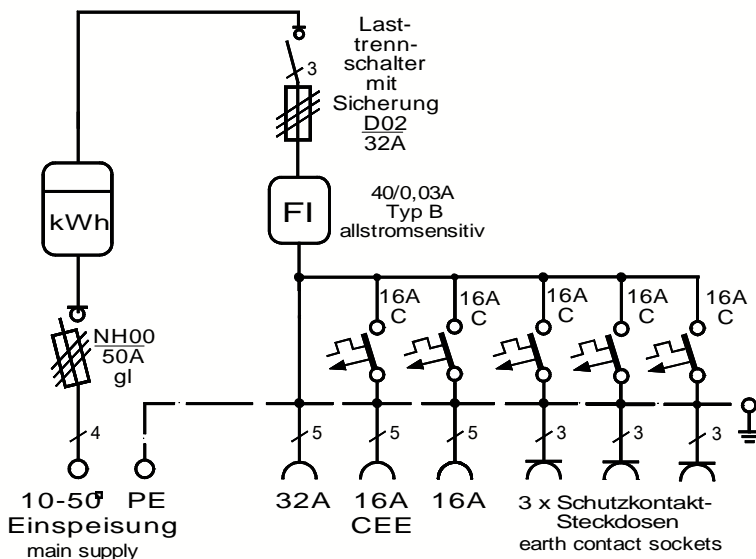 Last-
trenn-
schalter
mit
Sicherung
D02
32A
3
kWh
FI
40/0,03A
Typ B
allstromsensitiv
NH00
50A
gl
16A
C
16A
C
16A
C
16A
C
16A
C
4
5
5
5
3
3
3
10-50
PE
Einspeisung
main supply
32A
16A
CEE
16A
3 x Schutzkontakt-
Steckdosen
earth contact sockets